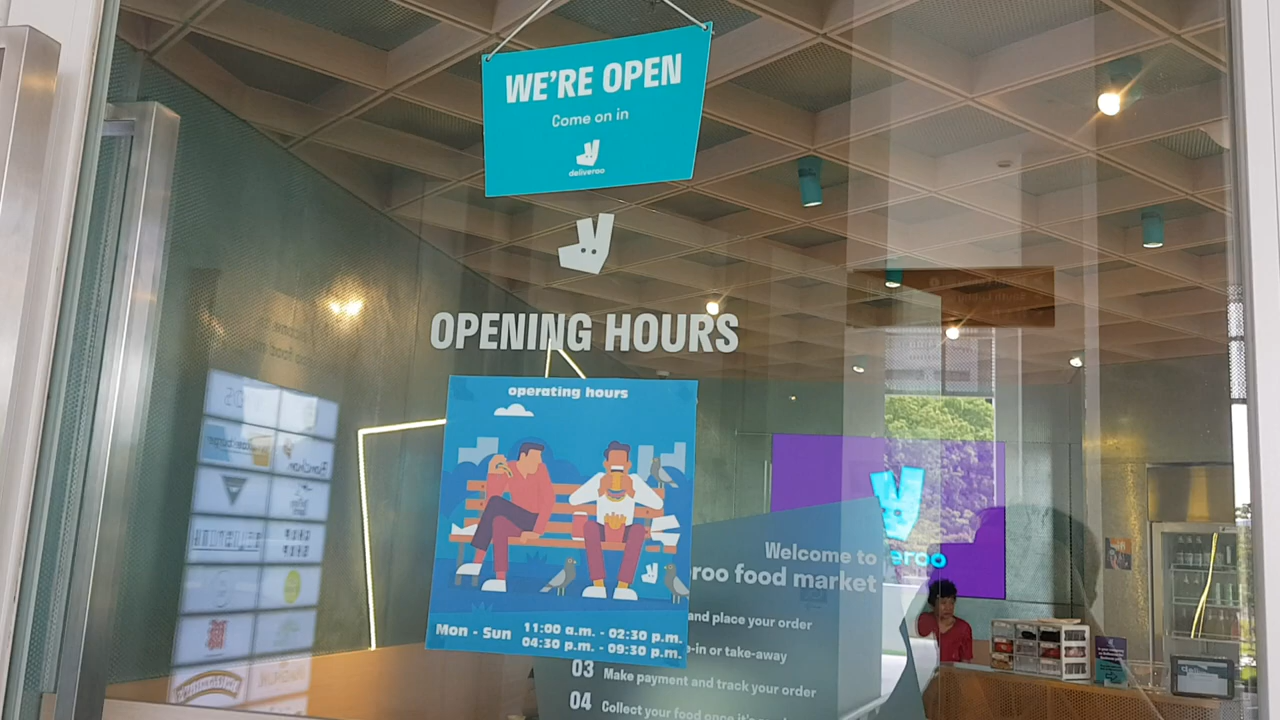 WE'RE OPEN
Come on in
deliveroo
OPENING HOURS
operating hours
Mon - Sun
11:00 a.m. - 02:30 p.m.
04:30 p.m. - 09:30 p.m.
Welcome to
roo food market
and place your order
-in or take-away
03 Make payment and track your order
04 Collect your food once it's
eroo